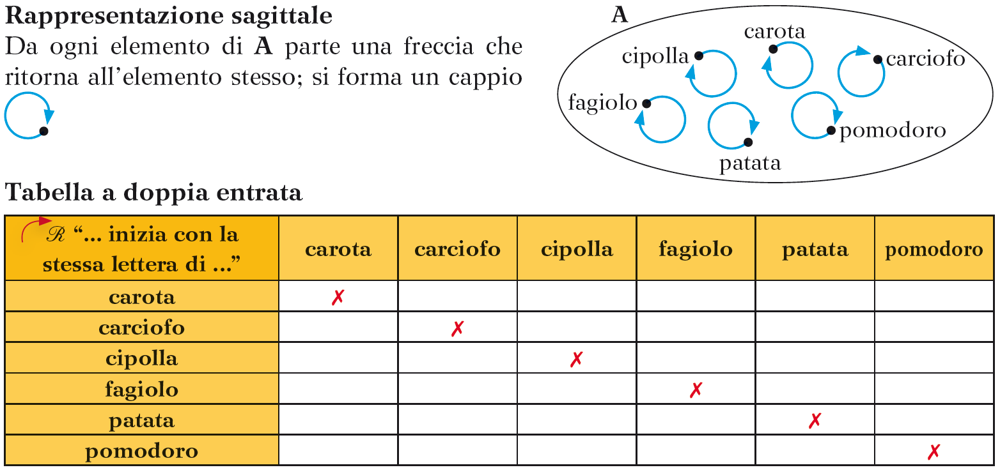 Rappresentazione sagittale
Da ogni elemento di A parte una freccia che
ritorna all’elemento stesso; si forma un cappio
A
carota
cipolla
carciofo
fagiolo
pomodoro
patata
Tabella a doppia entrata
ℛ “... inizia con la
stessa lettera di ...”
carota carciofo cipolla fagiolo patata pomodoro
carota ✗
carciofo ✗
cipolla ✗
fagiolo ✗
patata ✗
pomodoro ✗